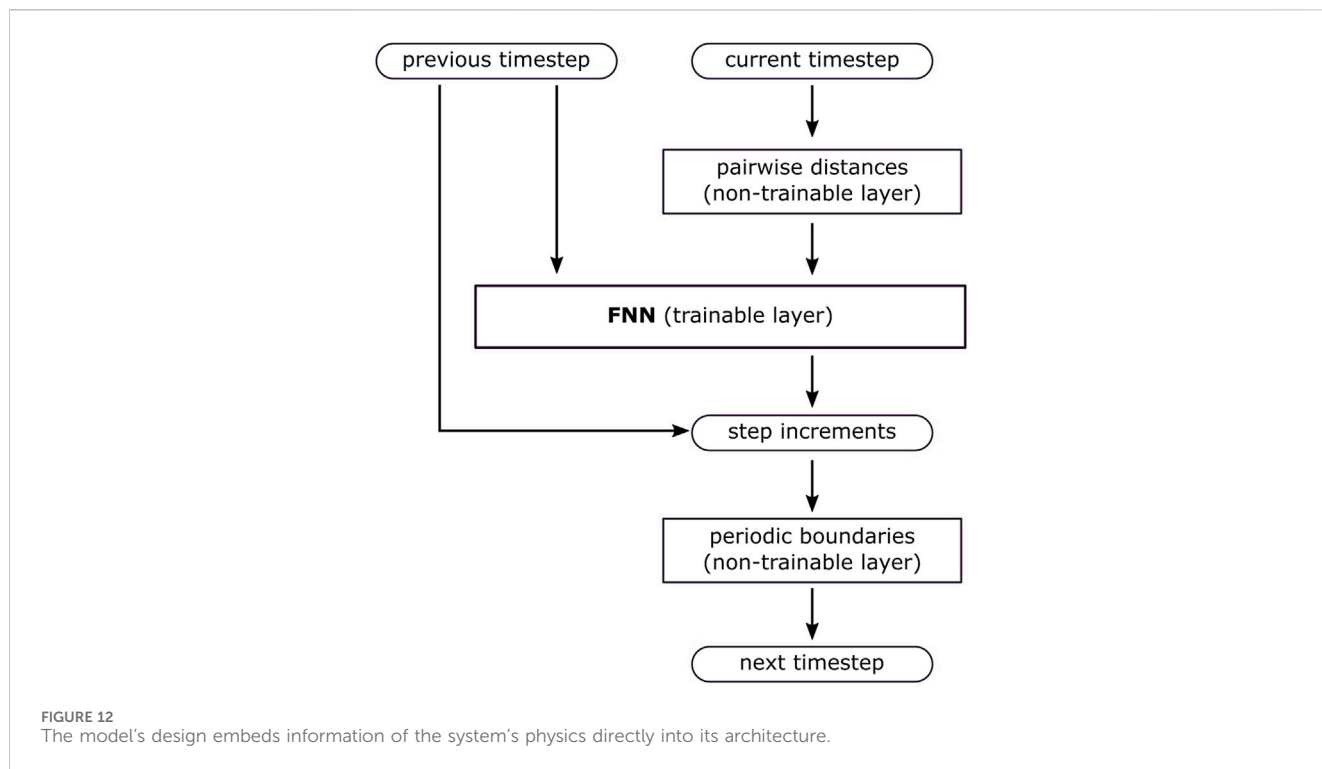 previous timestep
current timestep
pairwise distances
(non-trainable layer)
FNN (trainable layer)
step increments
periodic boundaries
(non-trainable layer)
next timestep
FIGURE 12
The model's design embeds information of the system's physics directly into its architecture.